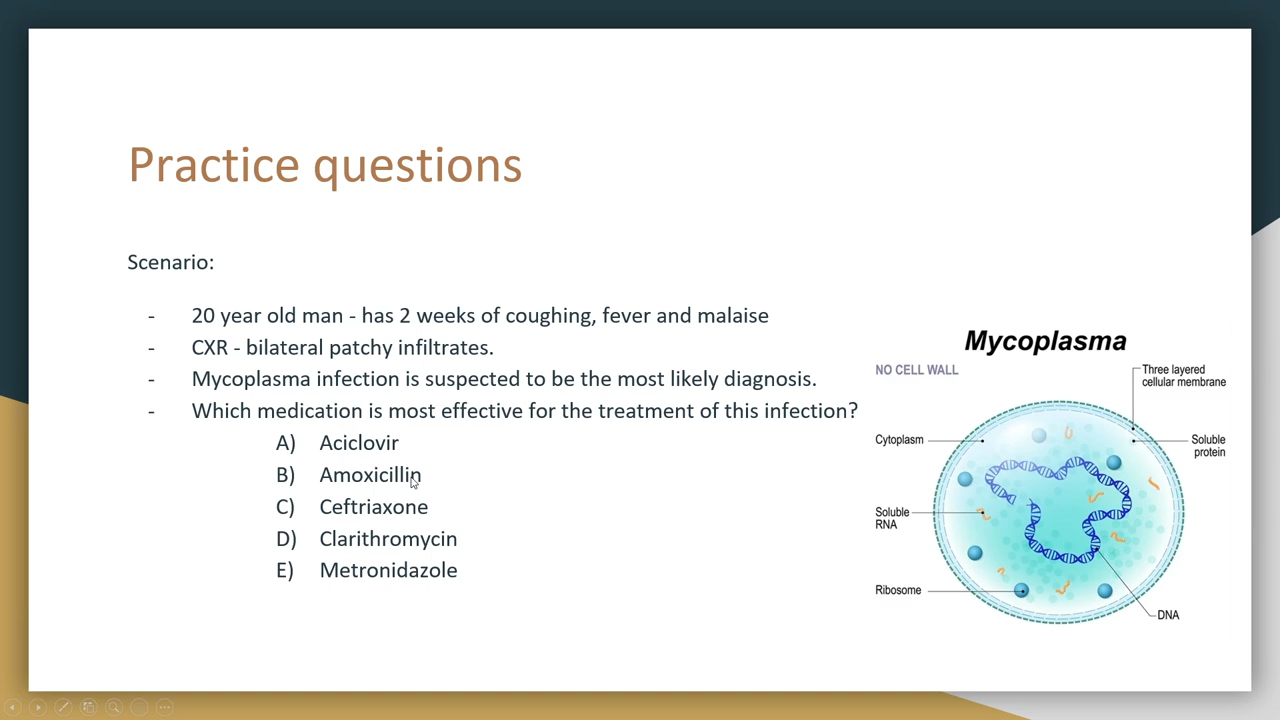 Practice questions
Scenario:
- 20 year old man - has 2 weeks of coughing, fever and malaise
- CXR - bilateral patchy infiltrates.
- Mycoplasma infection is suspected to be the most likely diagnosis.
- Which medication is most effective for the treatment of this infection?
A) Aciclovir
B) Amoxicillin
C) Ceftriaxone
D) Clarithromycin
E) Metronidazole
Mycoplasma
NO CELL WALL
Three layered
cellular membrane
Cytoplasm
Soluble
protein
Soluble
RNA
Ribosome
DNA